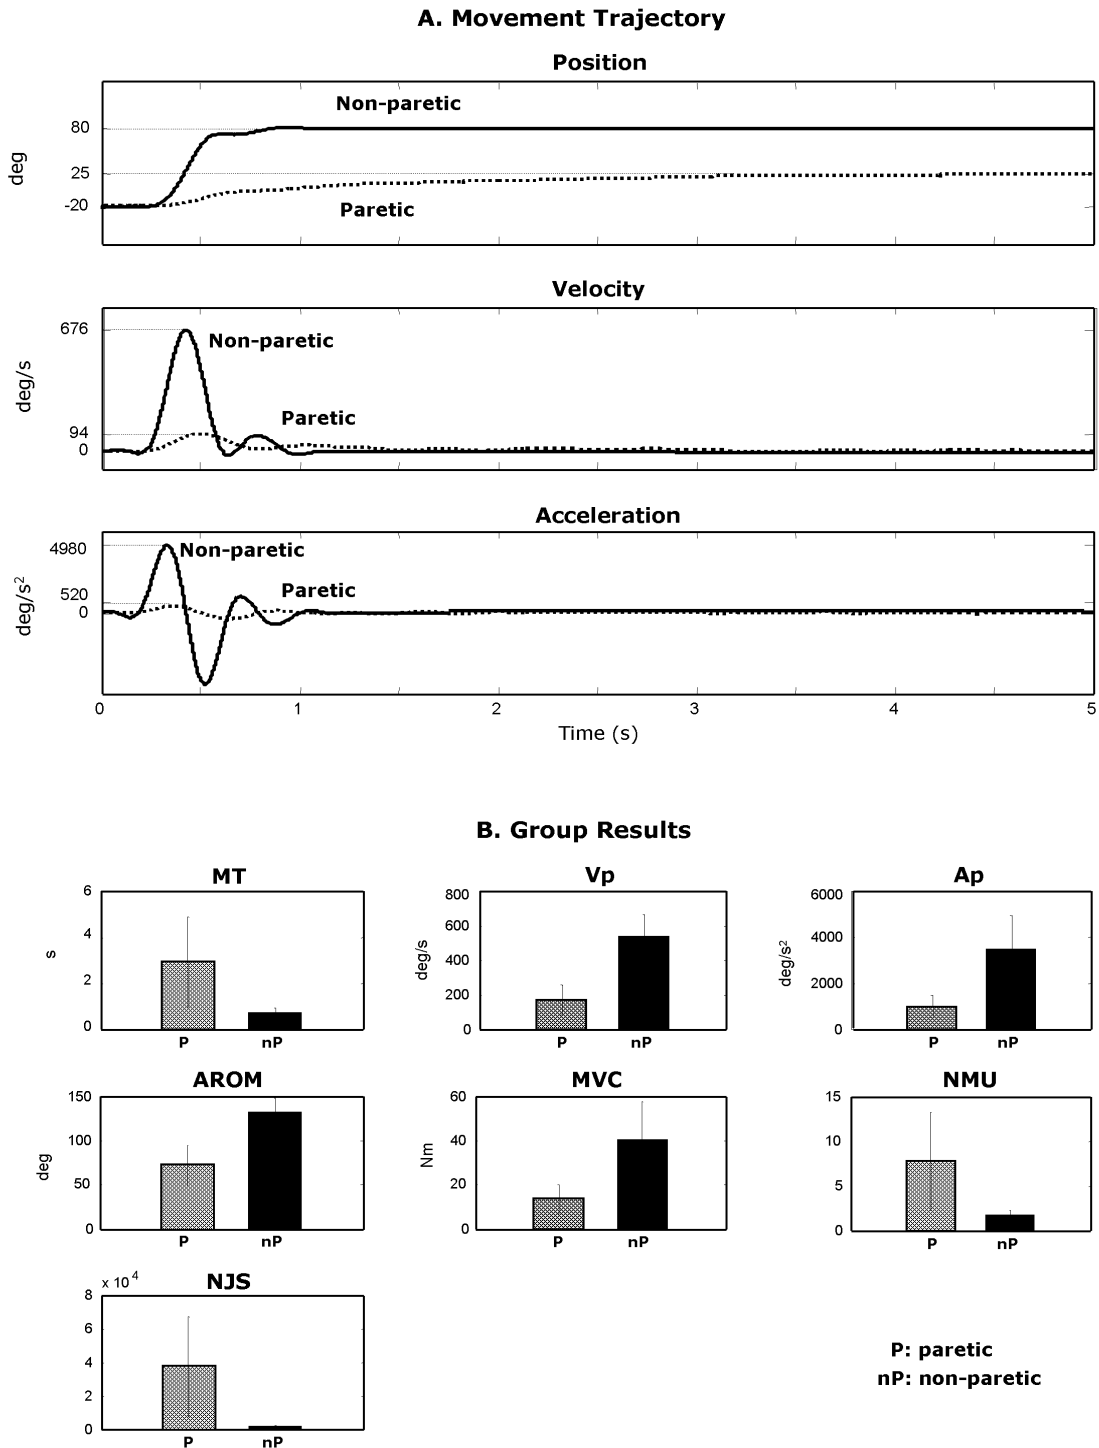 A. Movement Trajectory
Position
deg
80
25
-20
Non-paretic
Paretic
Velocity
deg/s
676
94
0
Non-paretic
Paretic
Acceleration
deg/s²
4980
520
0
Non-paretic
Paretic
0 1 2 3 4 5
Time (s)
B. Group Results
MT
s
6
4
2
0
P nP
Vp
deg/s
800
600
400
200
0
P nP
Ap
deg/s²
6000
4000
2000
0
P nP
AROM
deg
150
100
50
0
P nP
MVC
Nm
60
40
20
0
P nP
NMU
15
10
5
0
P nP
NJS
x 10⁴
8
6
4
2
0
P nP
P: paretic
nP: non-paretic